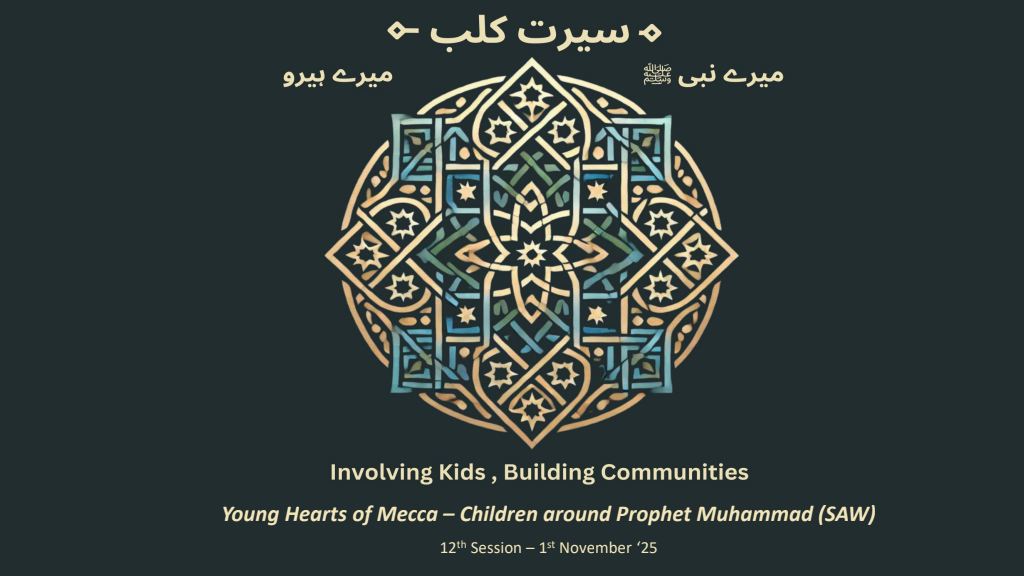 سیرت کلب
میرے نبی ﷺ
میرے ہیرو
Involving Kids , Building Communities
Young Hearts of Mecca – Children around Prophet Muhammad (SAW)
12th Session – 1st November ‘25